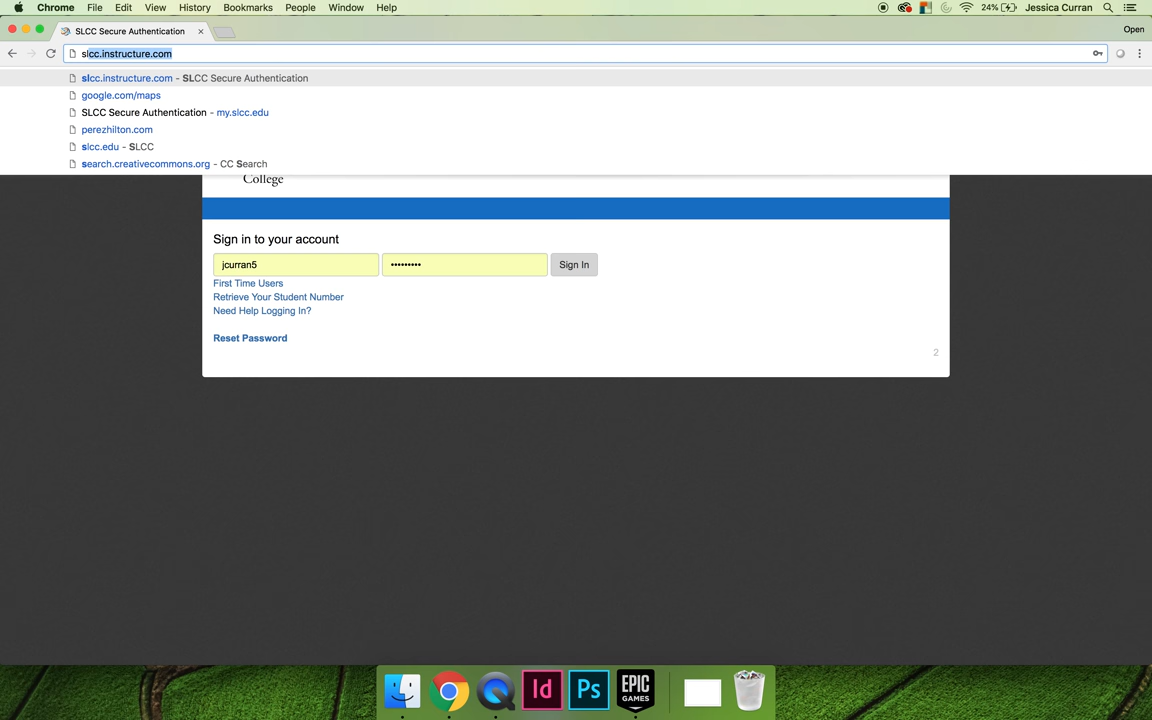 Chrome File Edit View History Bookmarks People Window Help 24% Jessica Curran
SLCC Secure Authentication × Open
slcc.instructure.com
slcc.instructure.com - SLCC Secure Authentication
google.com/maps
SLCC Secure Authentication - my.slcc.edu
perezhilton.com
slcc.edu - SLCC
search.creativecommons.org - CC Search
College
Sign in to your account
jcurran5 ••••••••• Sign In
First Time Users
Retrieve Your Student Number
Need Help Logging In?
Reset Password
2
Id Ps EPIC GAMES